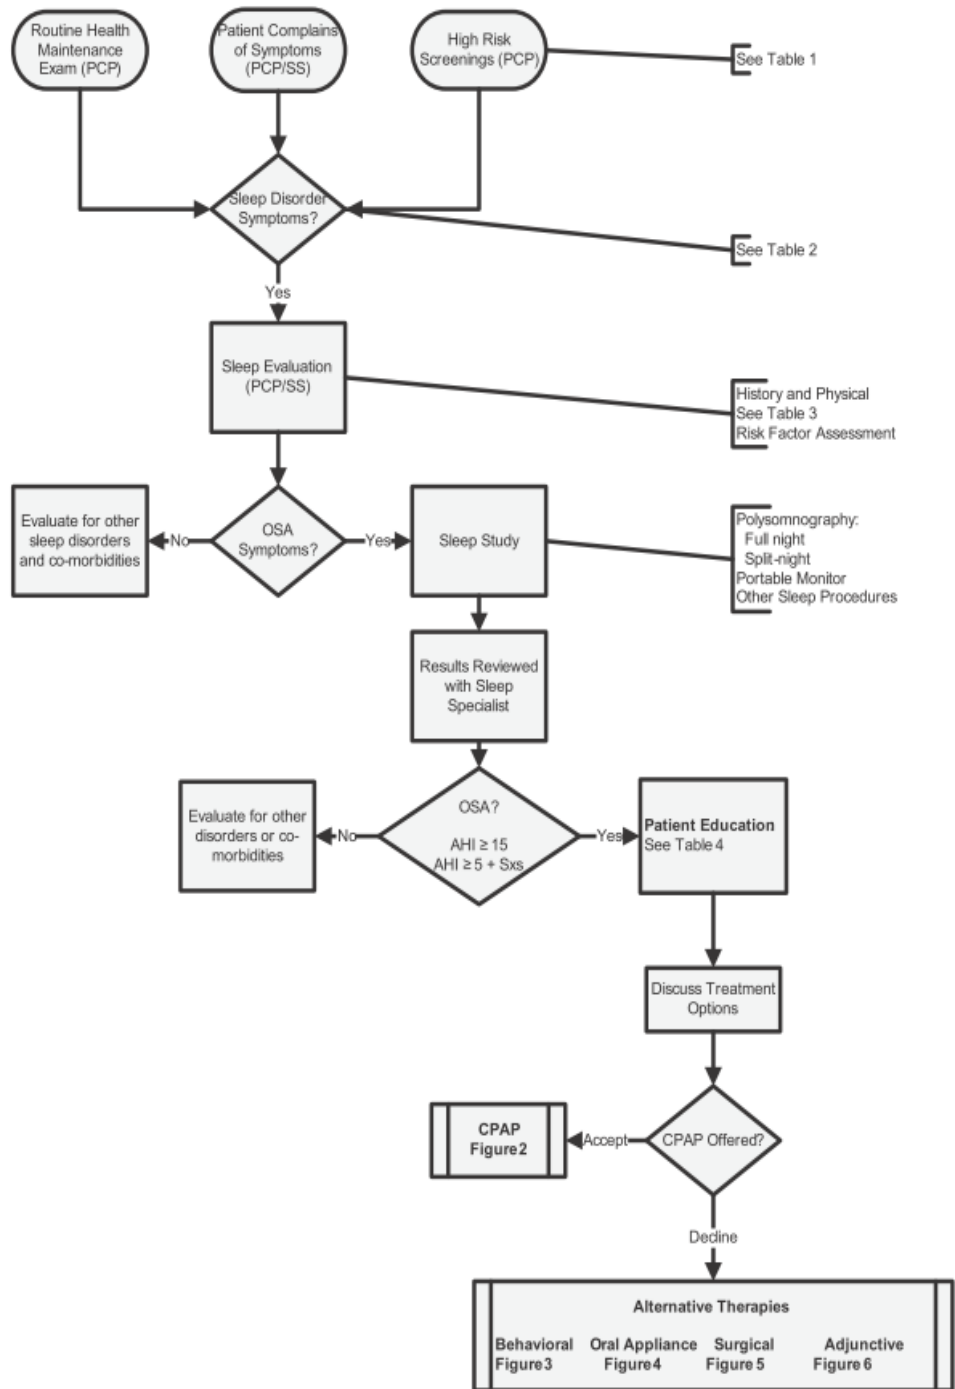 Routine Health
Maintenance
Exam (PCP)
Patient Complains
of Symptoms
(PCP/SS)
High Risk
Screenings (PCP)
See Table 1
Sleep Disorder
Symptoms?
See Table 2
Yes
Sleep Evaluation
(PCP/SS)
History and Physical
See Table 3
Risk Factor Assessment
Evaluate for other
sleep disorders
and co-morbidities
No
OSA
Symptoms?
Yes
Sleep Study
Polysomnography:
Full night
Split-night
Portable Monitor
Other Sleep Procedures
Results Reviewed
with Sleep
Specialist
Evaluate for other
disorders or co-
morbidities
No
OSA?
AHI ≥ 15
AHI ≥ 5 + Sxs
Yes
Patient Education
See Table 4
Discuss Treatment
Options
CPAP
Figure 2
Accept
CPAP Offered?
Decline
Alternative Therapies
Behavioral Oral Appliance Surgical Adjunctive
Figure 3 Figure 4 Figure 5 Figure 6